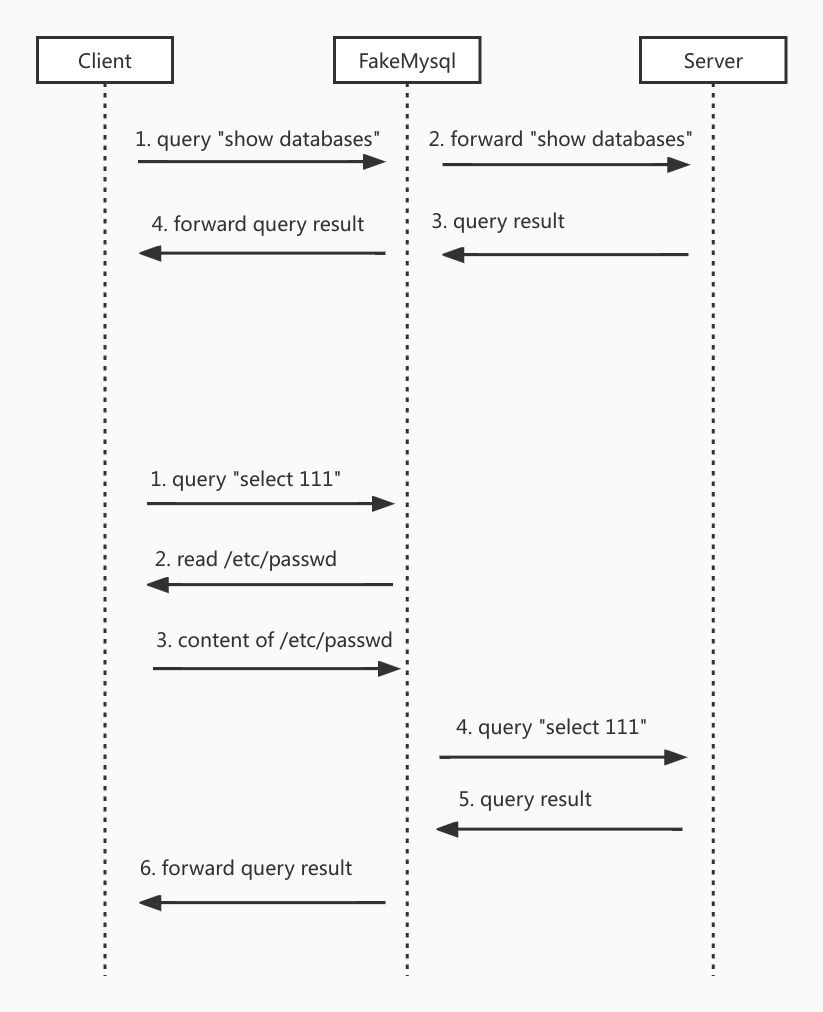 Client
FakeMysql
Server
1. query "show databases"
2. forward "show databases"
4. forward query result
3. query result
1. query "select 111"
2. read /etc/passwd
3. content of /etc/passwd
4. query "select 111"
5. query result
6. forward query result